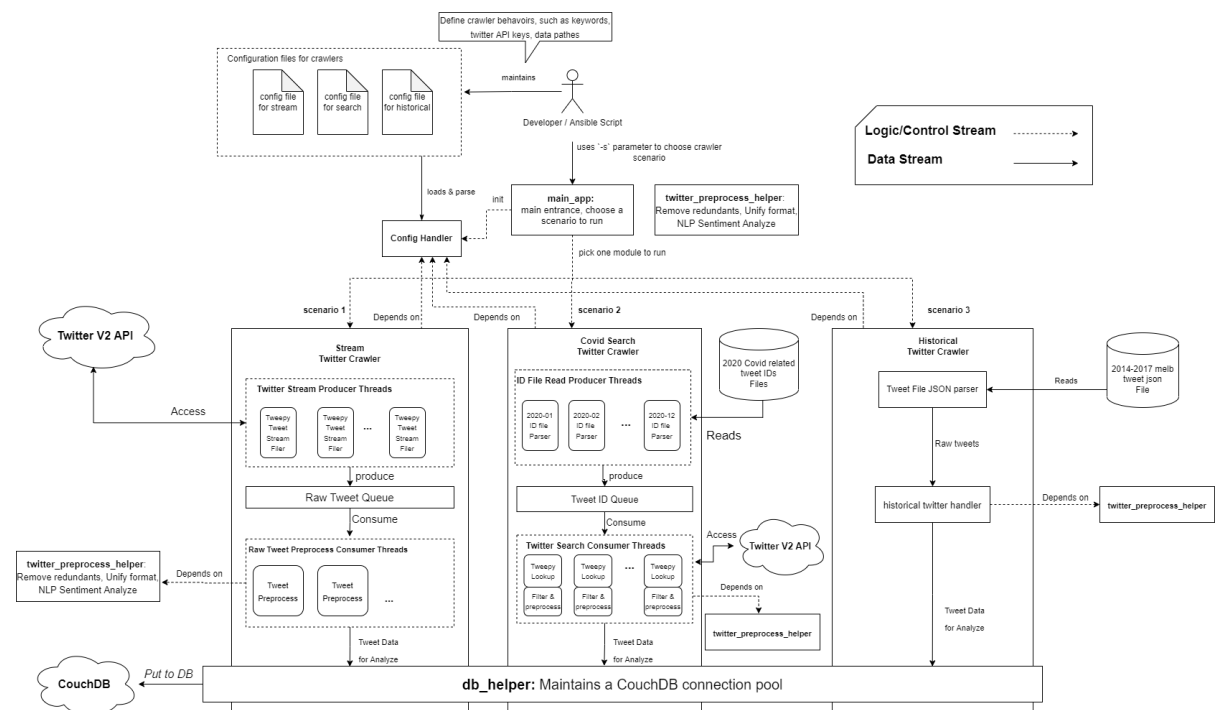 Define crawler behavoirs, such as keywords,
twitter API keys, data pathes
Configuration files for crawlers
config file
for stream
config file
for search
config file
for historical
maintains
Developer / Ansible Script
uses `-s` parameter to choose crawler
scenario
Logic/Control Stream
Data Stream
loads & parse
init
main_app:
main entrance, choose a
scenario to run
twitter_preprocess_helper:
Remove redundants, Unify format,
NLP Sentiment Analyze
Config Handler
pick one module to run
scenario 1
Depends on
Depends on
scenario 2
Depends on
scenario 3
Twitter V2 API
Access
Stream
Twitter Crawler
Twitter Stream Producer Threads
Tweepy
Tweet
Stream
Filer
Tweepy
Tweet
Stream
Filer
...
Tweepy
Tweet
Stream
Filer
produce
Raw Tweet Queue
Consume
Raw Tweet Preprocess Consumer Threads
Tweet
Preprocess
Tweet
Preprocess
...
Depends on
twitter_preprocess_helper:
Remove redundants, Unify format,
NLP Sentiment Analyze
Tweet Data
for Analyze
Covid Search
Twitter Crawler
2020 Covid related
tweet IDs
Files
Reads
ID File Read Producer Threads
2020-01
ID file
Parser
2020-02
ID file
Parser
...
2020-12
ID file
Parser
produce
Tweet ID Queue
Consume
Twitter Search Consumer Threads
Tweepy
Lookup
Filter &
preprocess
Tweepy
Lookup
Filter &
preprocess
...
Tweepy
Lookup
Filter &
preprocess
Access
Twitter V2 API
Depends on
twitter_preprocess_helper
Tweet Data
for Analyze
Historical
Twitter Crawler
Tweet File JSON parser
Reads
2014-2017 melb
tweet json
File
Raw tweets
historical twitter handler
Depends on
twitter_preprocess_helper
Tweet Data
for Analyze
CouchDB
Put to DB
db_helper: Maintains a CouchDB connection pool